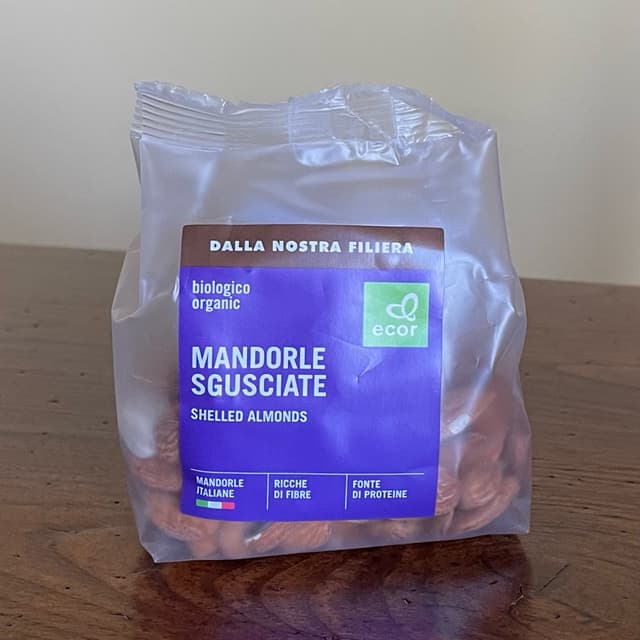 DALLA NOSTRA FILIERA
biologico
organic
ecor
MANDORLE
SGUSCIATE
SHELLED ALMONDS
MANDORLE
ITALIANE
RICCHE
DI FIBRE
FONTE
DI PROTEINE